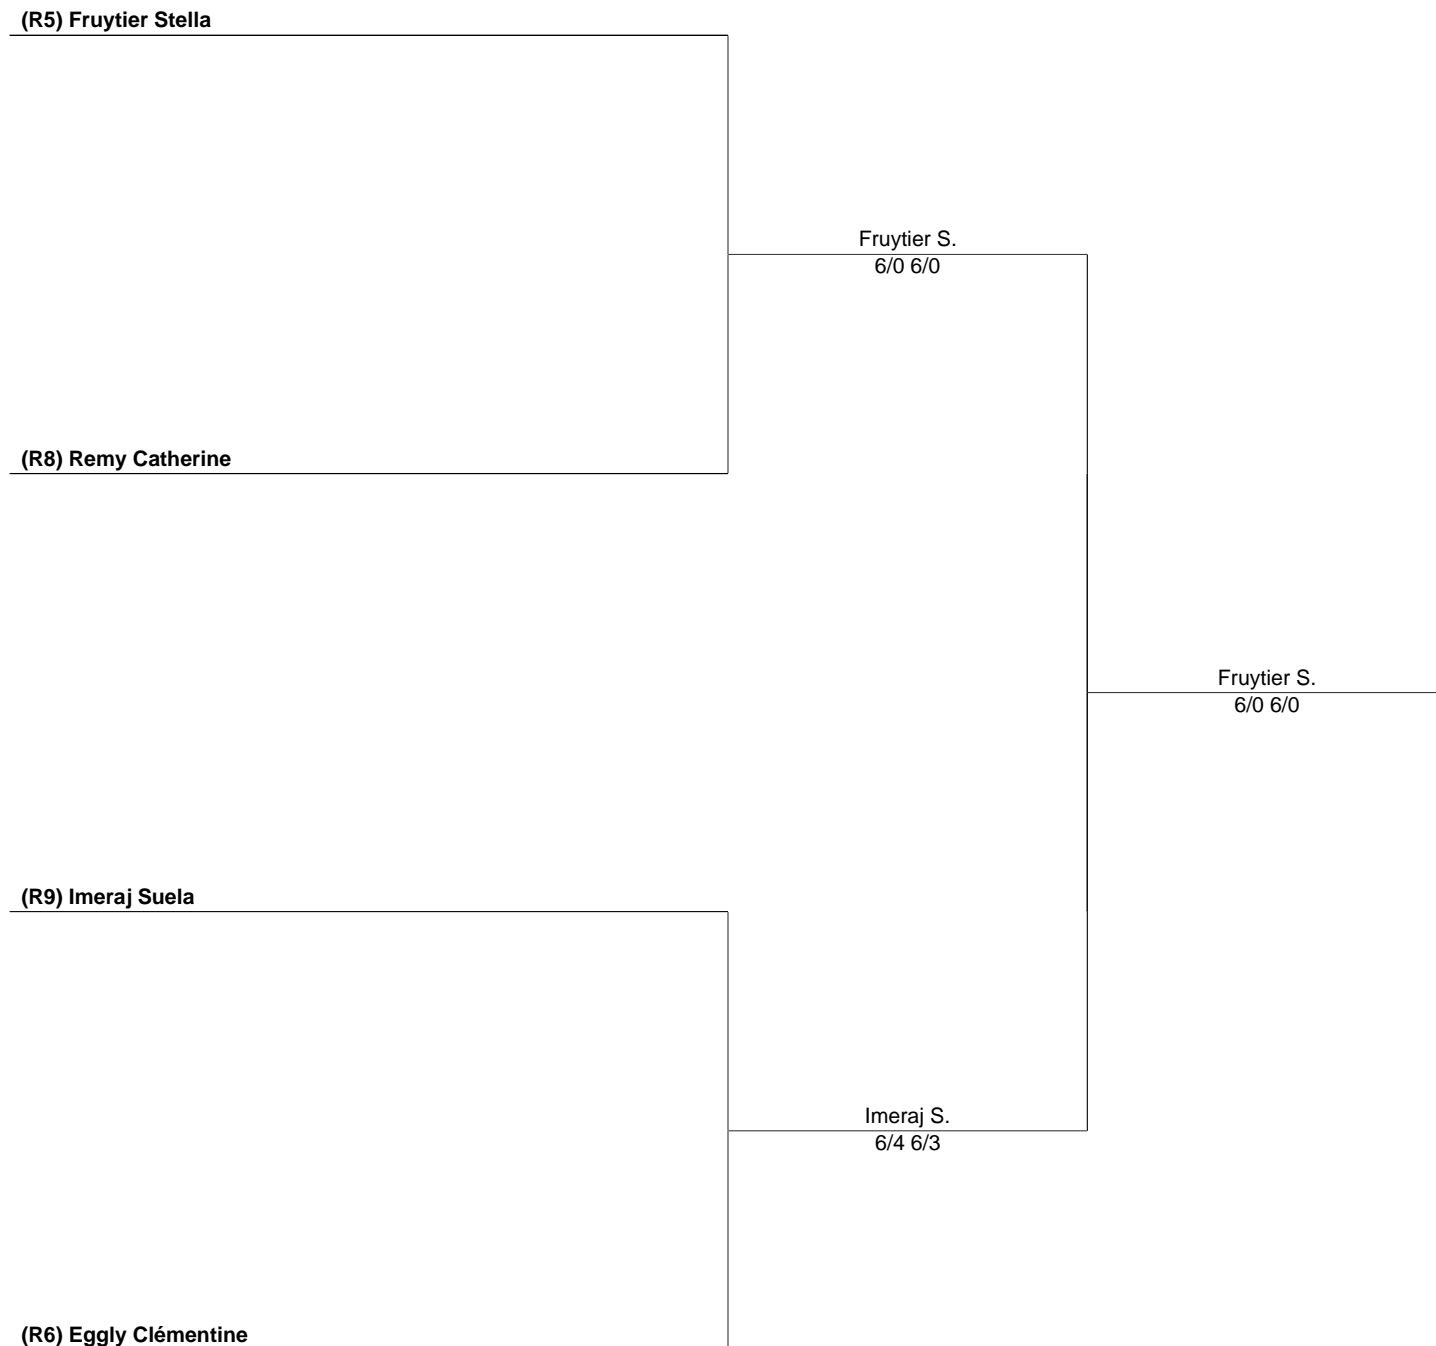 (R5) Fruytier Stella
Fruytier S.
6/0 6/0
(R8) Remy Catherine
Fruytier S.
6/0 6/0
(R9) Imeraj Suela
Imeraj S.
6/4 6/3
(R6) Eggly Clémentine